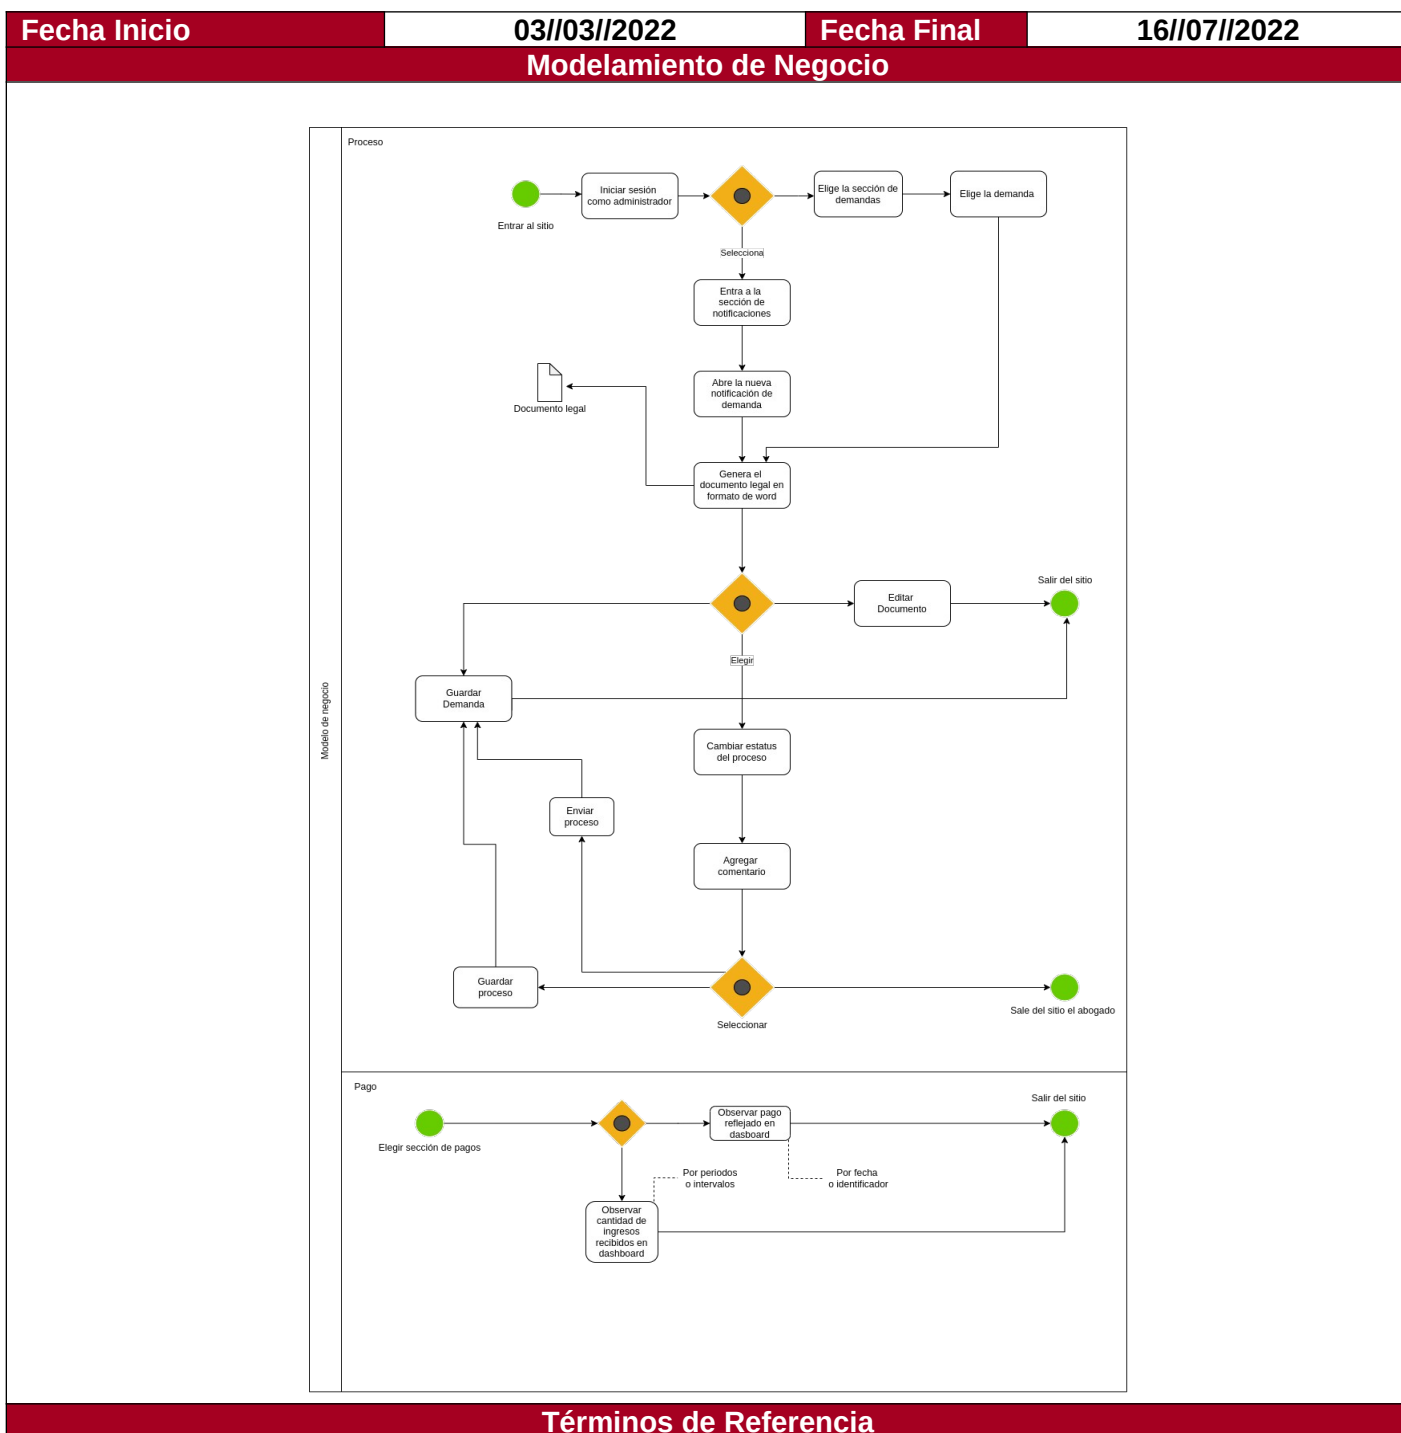 Fecha Inicio 03//03//2022 Fecha Final 16//07//2022
Modelamiento de Negocio
Modelo de negocio
Proceso
Entrar al sitio
Iniciar sesión
como administrador
Elige la sección de
demandas
Elige la demanda
Selecciona
Entra a la
sección de
notificaciones
Abre la nueva
notificación de
demanda
Documento legal
Genera el
documento legal en
formato de word
Editar
Documento
Salir del sitio
Elegir
Guardar
Demanda
Cambiar estatus
del proceso
Enviar
proceso
Agregar
comentario
Guardar
proceso
Seleccionar
Sale del sitio el abogado
Pago
Elegir sección de pagos
Observar pago
reflejado en
dasboard
Salir del sitio
Por periodos
o intervalos
Por fecha
o identificador
Observar
cantidad de
ingresos
recibidos en
dashboard
Términos de Referencia